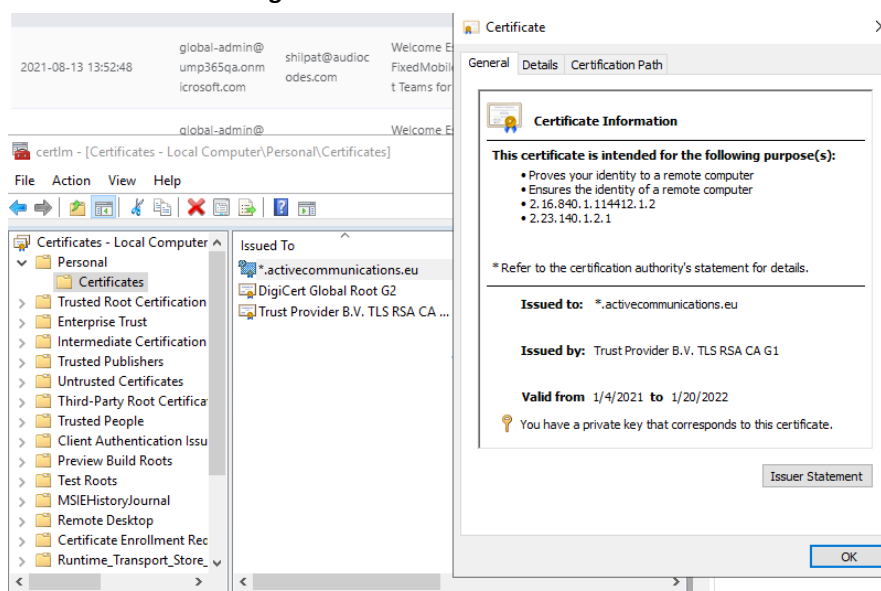 2021-08-13 13:52:48
global-admin@
ump365qa.onm
icrosoft.com
shilpat@audioc
odes.com
Welcome E
FixedMobil
t Teams for
global-admin@
Welcome E
certlm - [Certificates - Local Computer\Personal\Certificates]
File Action View Help
Certificates - Local Computer
Personal
Certificates
Trusted Root Certification
Enterprise Trust
Intermediate Certification
Trusted Publishers
Untrusted Certificates
Third-Party Root Certifica
Trusted People
Client Authentication Issu
Preview Build Roots
Test Roots
MSIEHistoryJournal
Remote Desktop
Certificate Enrollment Rec
Runtime_Transport_Store_
Issued To
*.activecommunications.eu
DigiCert Global Root G2
Trust Provider B.V. TLS RSA CA ...
Certificate
General Details Certification Path
Certificate Information
This certificate is intended for the following purpose(s):
• Proves your identity to a remote computer
• Ensures the identity of a remote computer
• 2.16.840.1.114412.1.2
• 2.23.140.1.2.1
* Refer to the certification authority's statement for details.
Issued to: *.activecommunications.eu
Issued by: Trust Provider B.V. TLS RSA CA G1
Valid from 1/4/2021 to 1/20/2022
You have a private key that corresponds to this certificate.
Issuer Statement
OK